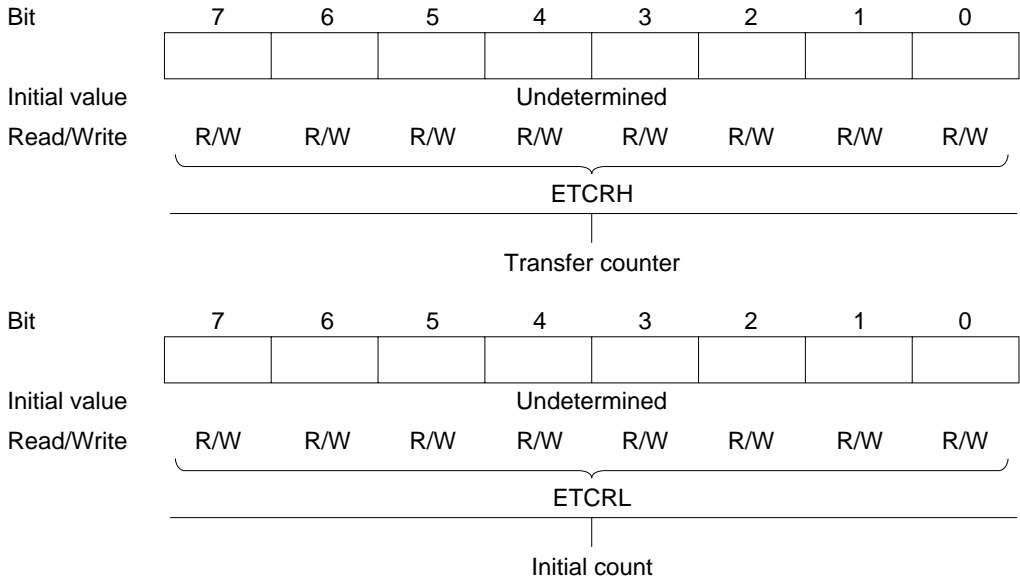 Bit 7 6 5 4 3 2 1 0
Initial value Undetermined
Read/Write R/W R/W R/W R/W R/W R/W R/W R/W
ETCRH
Transfer counter
Bit 7 6 5 4 3 2 1 0
Initial value Undetermined
Read/Write R/W R/W R/W R/W R/W R/W R/W R/W
ETCRL
Initial count